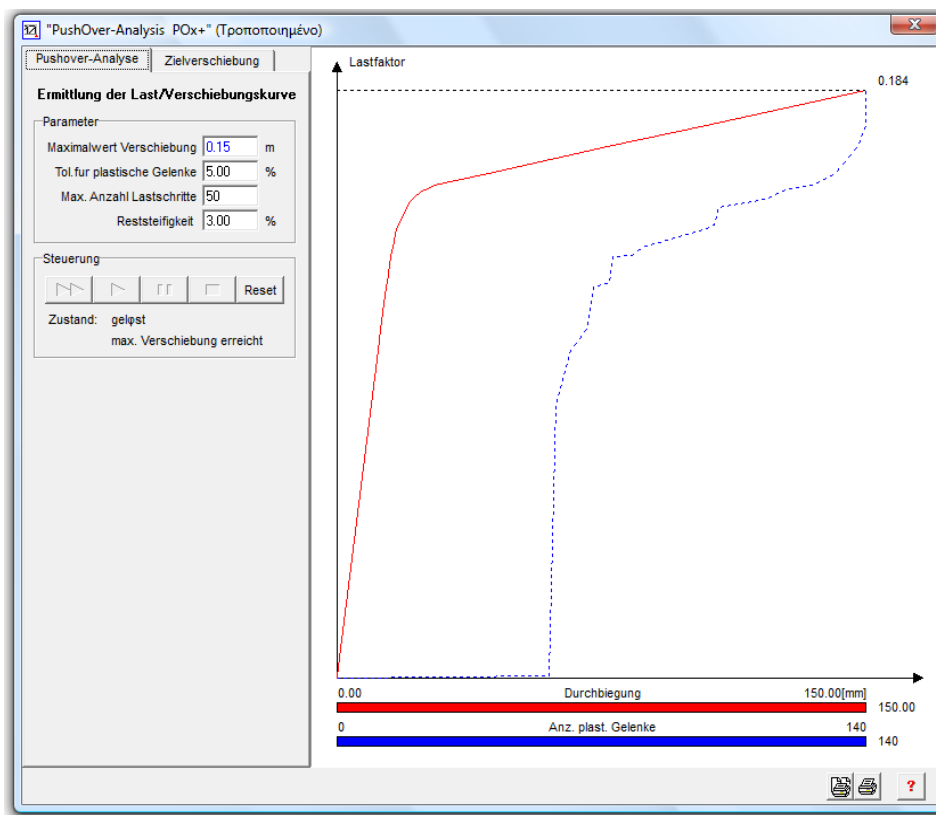 "PushOver-Analysis POx+" (Τροποποιημένο)
Pushover-Analyse Zielverschiebung
Ermittlung der Last/Verschiebungskurve
Parameter
Maximalwert Verschiebung 0.15 m
Tol.fur plastische Gelenke 5.00 %
Max. Anzahl Lastschritte 50
Reststeifigkeit 3.00 %
Steuerung
Reset
Zustand: gelφst
max. Verschiebung erreicht
Lastfaktor
0.184
0.00 Durchbiegung 150.00[mm]
150.00
0 Anz. plast. Gelenke 140
140
?